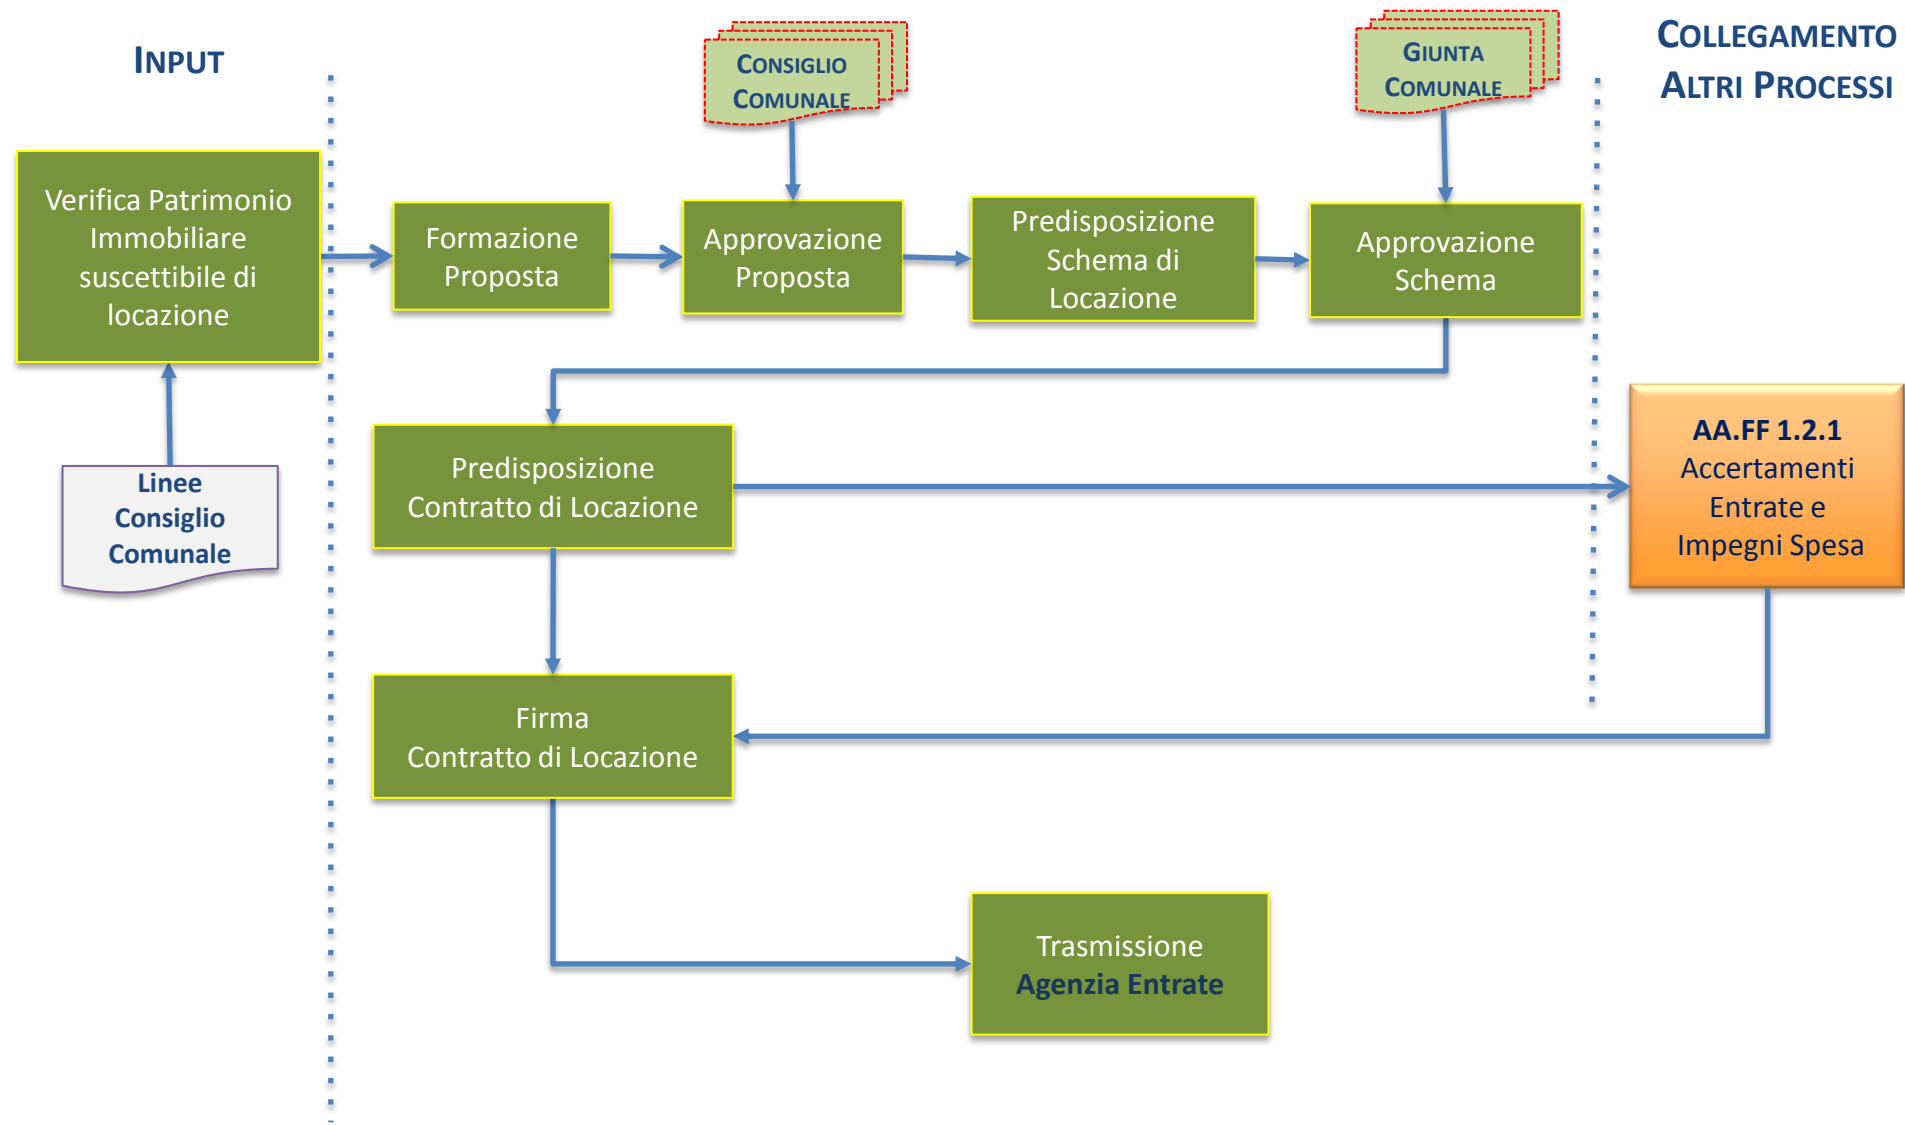 INPUT
CONSIGLIO
COMUNALE
GIUNTA
COMUNALE
COLLEGAMENTO
ALTRI PROCESSI
Verifica Patrimonio
Immobiliare
suscettibile di
locazione
Formazione
Proposta
Approvazione
Proposta
Predisposizione
Schema di
Locazione
Approvazione
Schema
Linee
Consiglio
Comunale
Predisposizione
Contratto di Locazione
AA.FF 1.2.1
Accertamenti
Entrate e
Impegni Spesa
Firma
Contratto di Locazione
Trasmissione
Agenzia Entrate